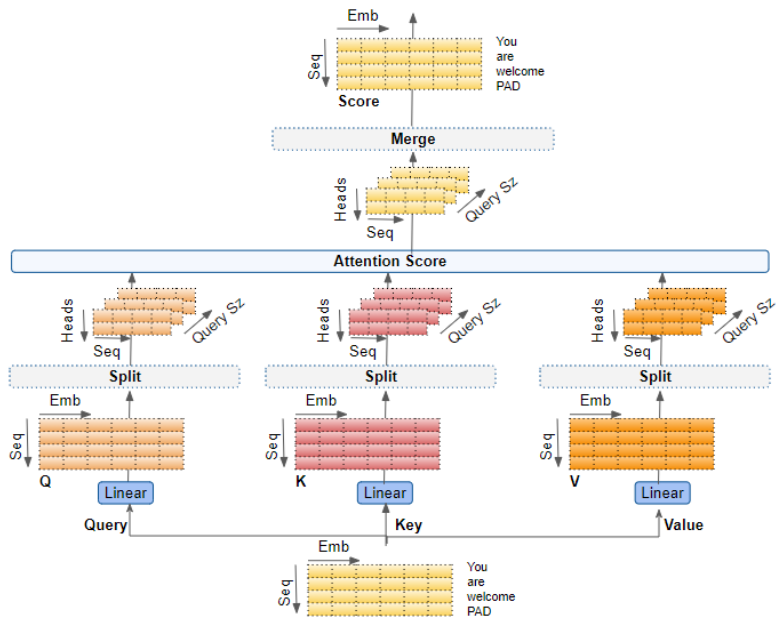 Emb
Seq
You
are
welcome
PAD
Score
Merge
Heads
Seq
Query Sz
Attention Score
Heads
Seq
Query Sz
Heads
Seq
Query Sz
Heads
Seq
Query Sz
Split
Split
Split
Emb
Seq
Q
Emb
Seq
K
Emb
Seq
V
Linear
Linear
Linear
Query
Key
Value
Emb
Seq
You
are
welcome
PAD